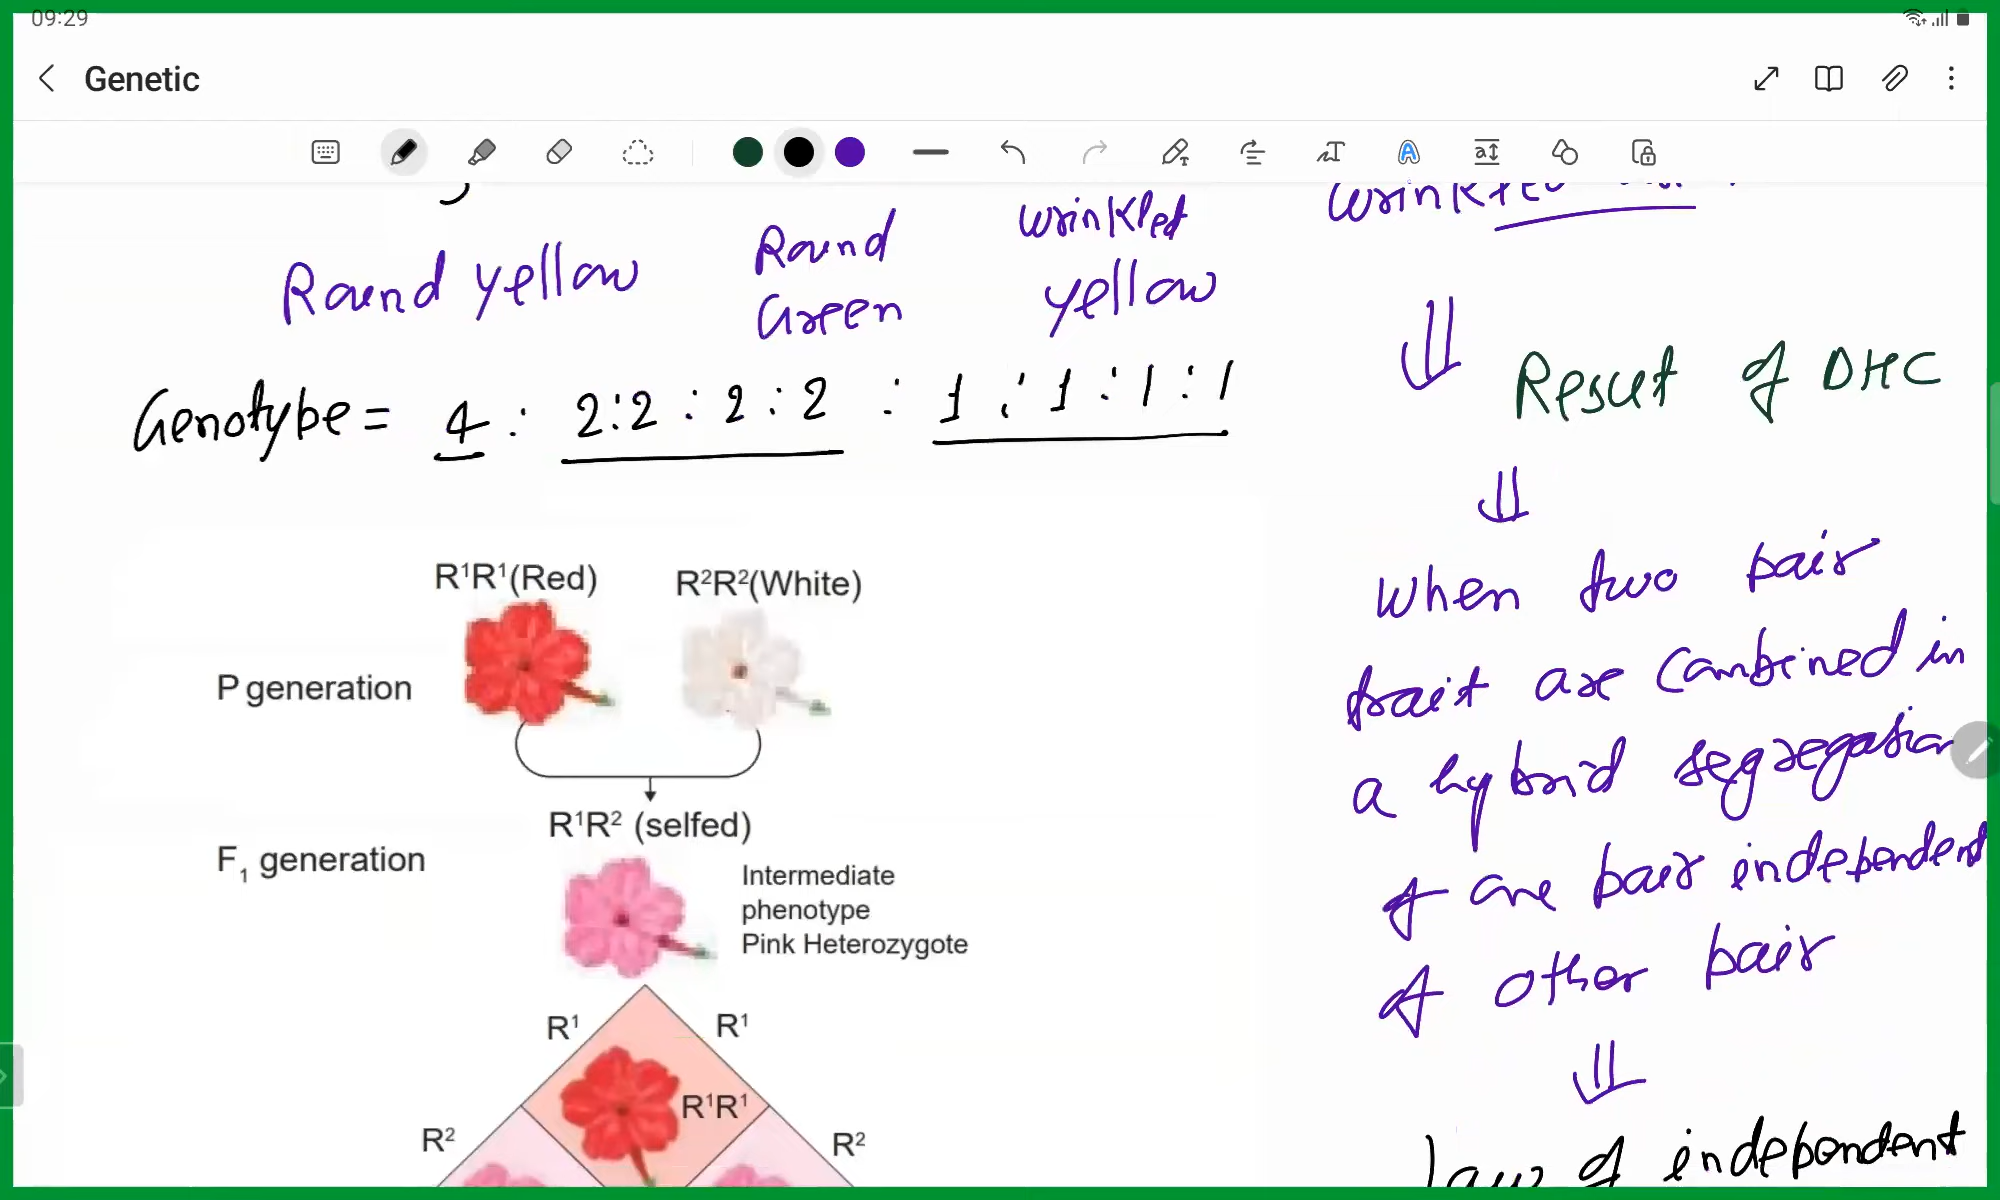 09:29
Genetic
Round yellow
Round
Green
wrinkled
yellow
Genotype = 4 : 2:2 : 2 : 2 : 1 : 1 : 1 : 1
R¹R¹(Red)
R²R²(White)
P generation
R¹R² (selfed)
F₁ generation
Intermediate
phenotype
Pink Heterozygote
R¹
R¹
R¹R¹
R²
R²
wrinkled
Result of DHC
When two pair
trait are combined in
a hybrid segregation
of one pair independent
of other pair
law of independent